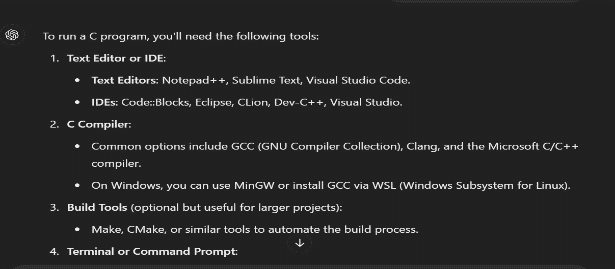 To run a C program, you'll need the following tools:
1. Text Editor or IDE:
• Text Editors: Notepad++, Sublime Text, Visual Studio Code.
• IDEs: Code::Blocks, Eclipse, CLion, Dev-C++, Visual Studio.
2. C Compiler:
• Common options include GCC (GNU Compiler Collection), Clang, and the Microsoft C/C++
compiler.
• On Windows, you can use MinGW or install GCC via WSL (Windows Subsystem for Linux).
3. Build Tools (optional but useful for larger projects):
• Make, CMake, or similar tools to automate the build process.
4. Terminal or Command Prompt: